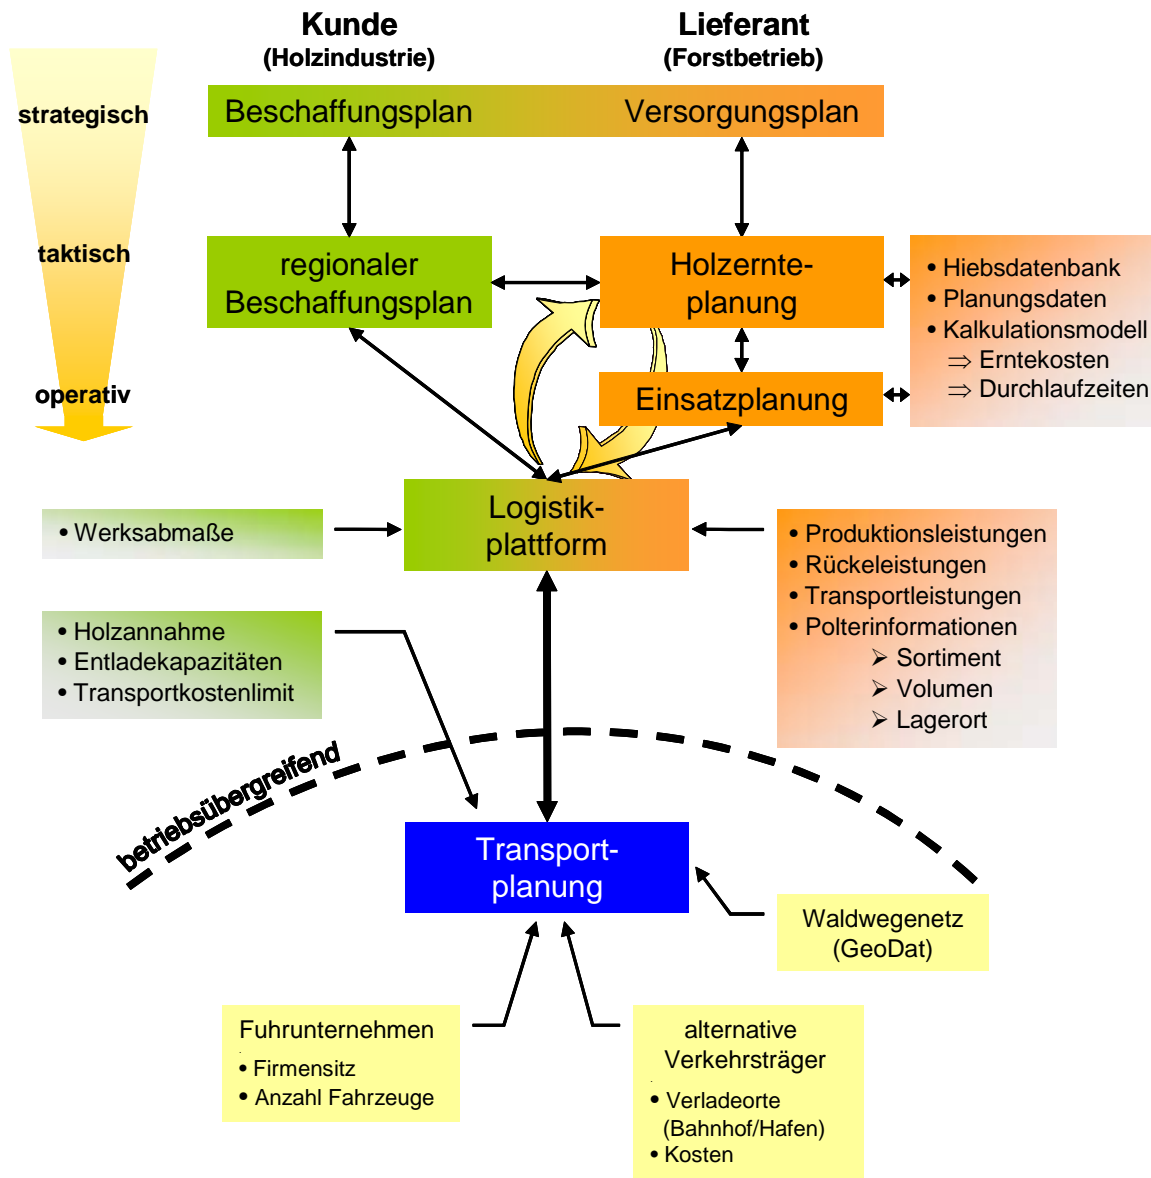 Kunde
(Holzindustrie)
Lieferant
(Forstbetrieb)
strategisch
Beschaffungsplan
Versorgungsplan
taktisch
regionaler
Beschaffungsplan
Holzernte-
planung
• Hiebsdatenbank
• Planungsdaten
• Kalkulationsmodell
⇒ Erntekosten
⇒ Durchlaufzeiten
operativ
Einsatzplanung
Logistik-
plattform
• Werksabmaße
• Produktionsleistungen
• Rückeleistungen
• Transportleistungen
• Polterinformationen
➢ Sortiment
➢ Volumen
➢ Lagerort
• Holzannahme
• Entladekapazitäten
• Transportkostenlimit
betriebsübergreifend
Transport-
planung
Waldwegenetz
(GeoDat)
Fuhrunternehmen
• Firmensitz
• Anzahl Fahrzeuge
alternative
Verkehrsträger
• Verladeorte
(Bahnhof/Hafen)
• Kosten